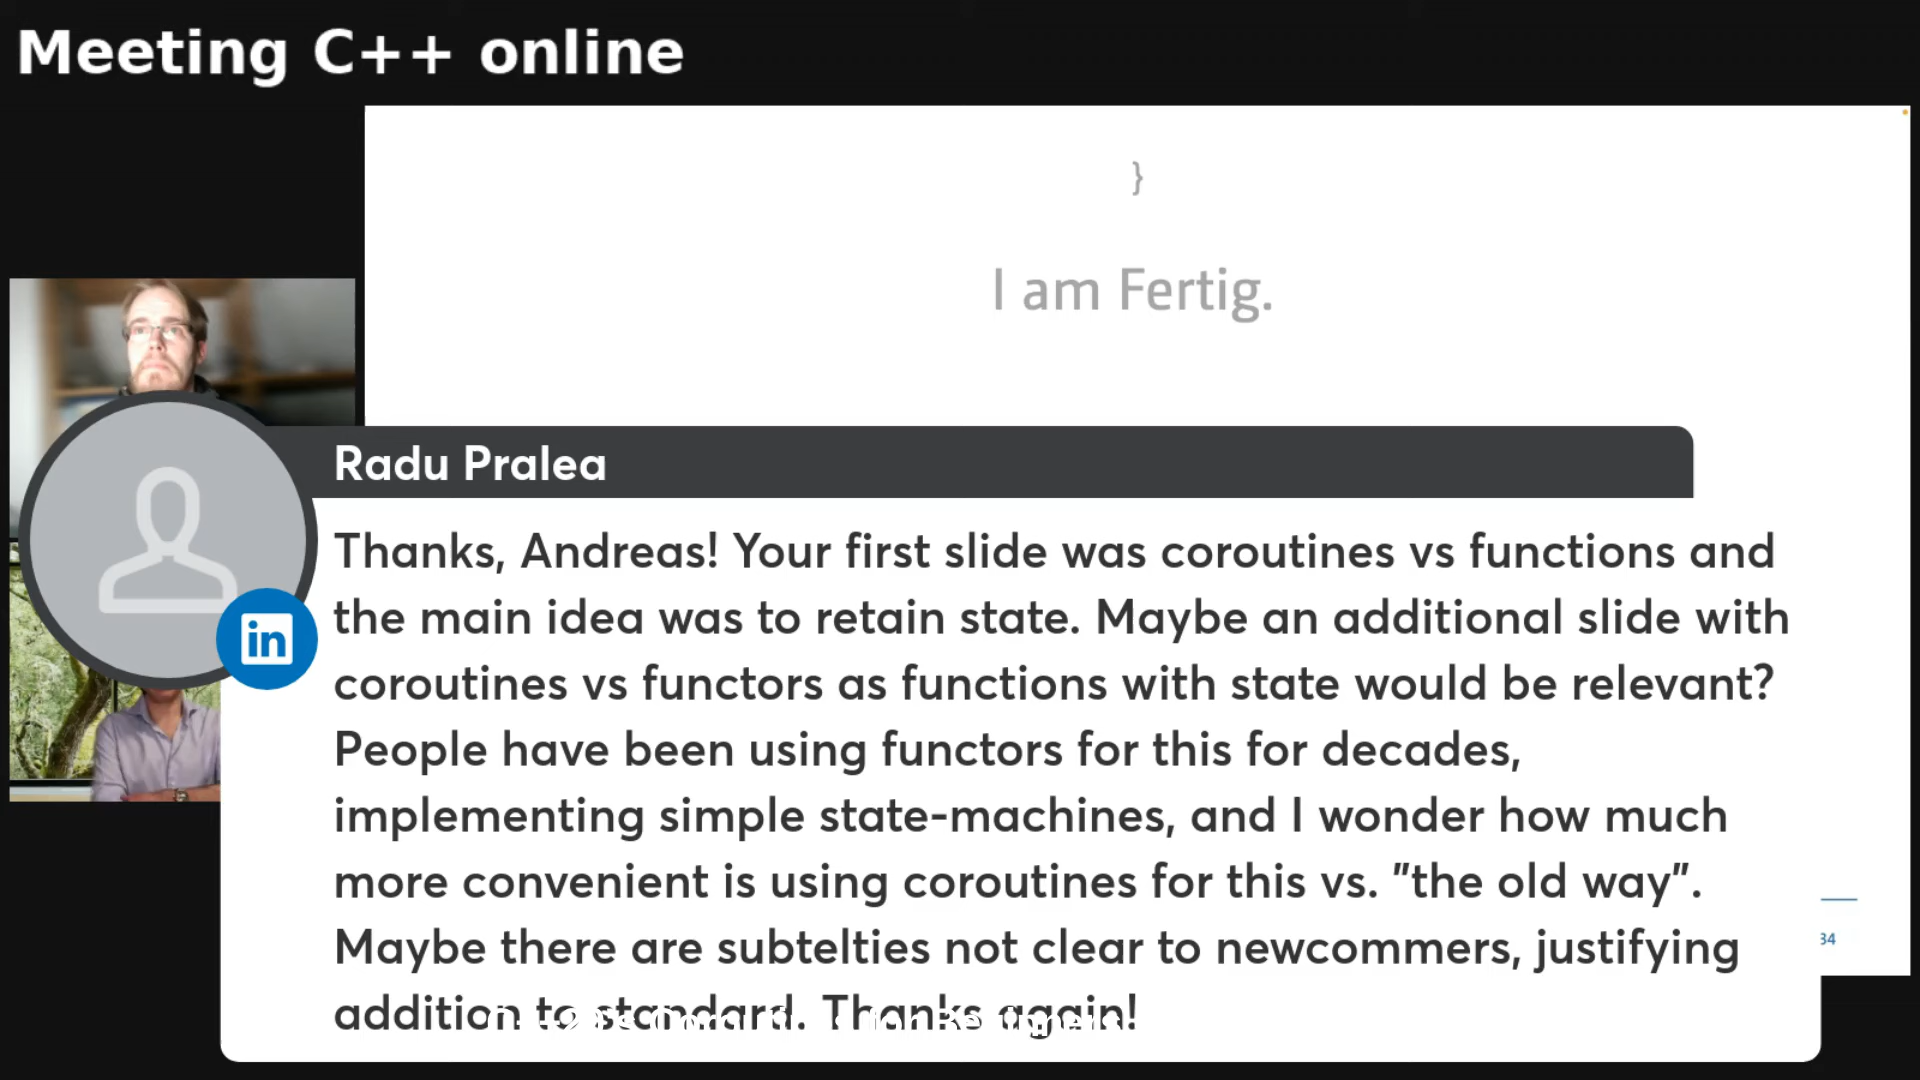 Meeting C++ online
}
I am Fertig.
Radu Pralea
Thanks, Andreas! Your first slide was coroutines vs functions and
the main idea was to retain state. Maybe an additional slide with
coroutines vs functors as functions with state would be relevant?
People have been using functors for this for decades,
implementing simple state-machines, and I wonder how much
more convenient is using coroutines for this vs. "the old way".
Maybe there are subtelties not clear to newcommers, justifying
addition to standard. Thanks again!
in
34